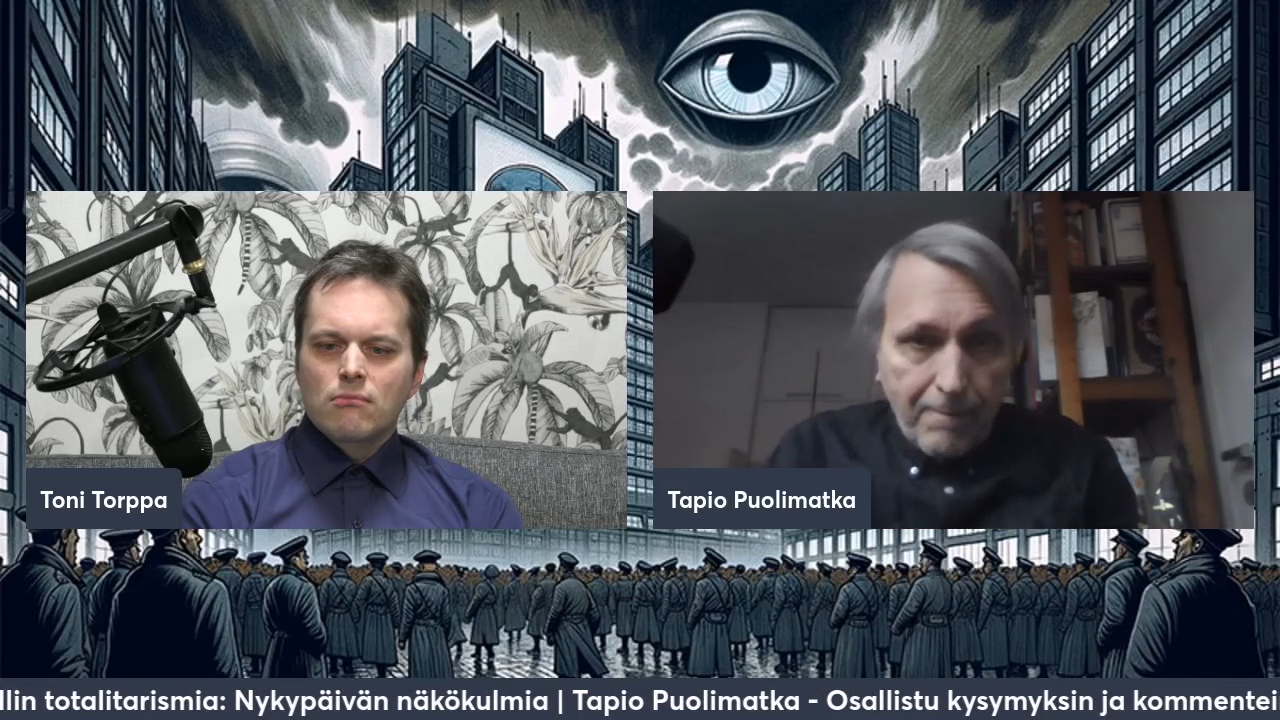 Toni Torppa
Tapio Puolimatka
llin totalitarismia: Nykypäivän näkökulmia | Tapio Puolimatka - Osallistu kysymyksin ja kommentei